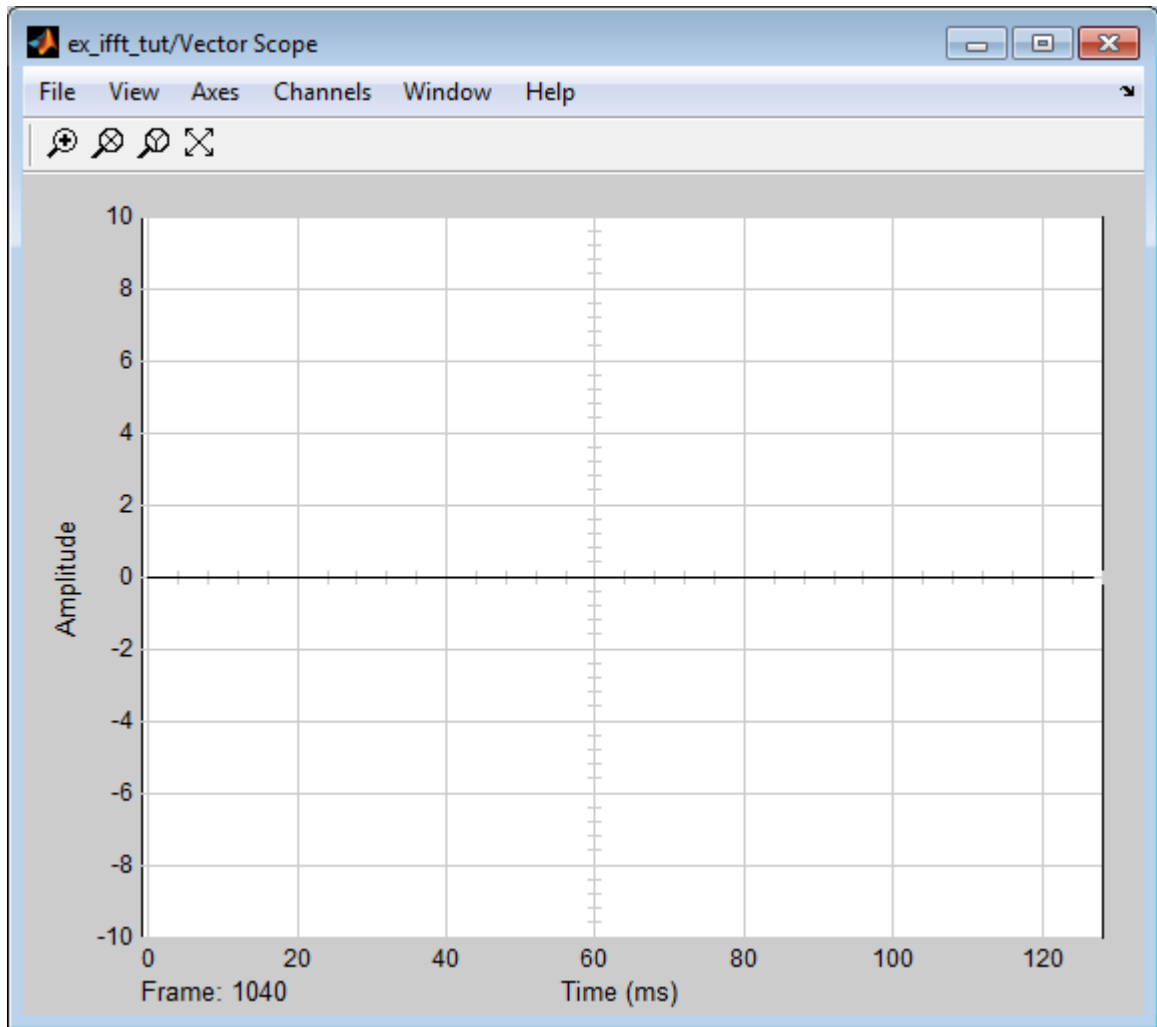 ex_ifft_tut/Vector Scope
File View Axes Channels Window Help
10
8
6
4
2
0
-2
-4
-6
-8
-10
Amplitude
0 20 40 60 80 100 120
Frame: 1040 Time (ms)